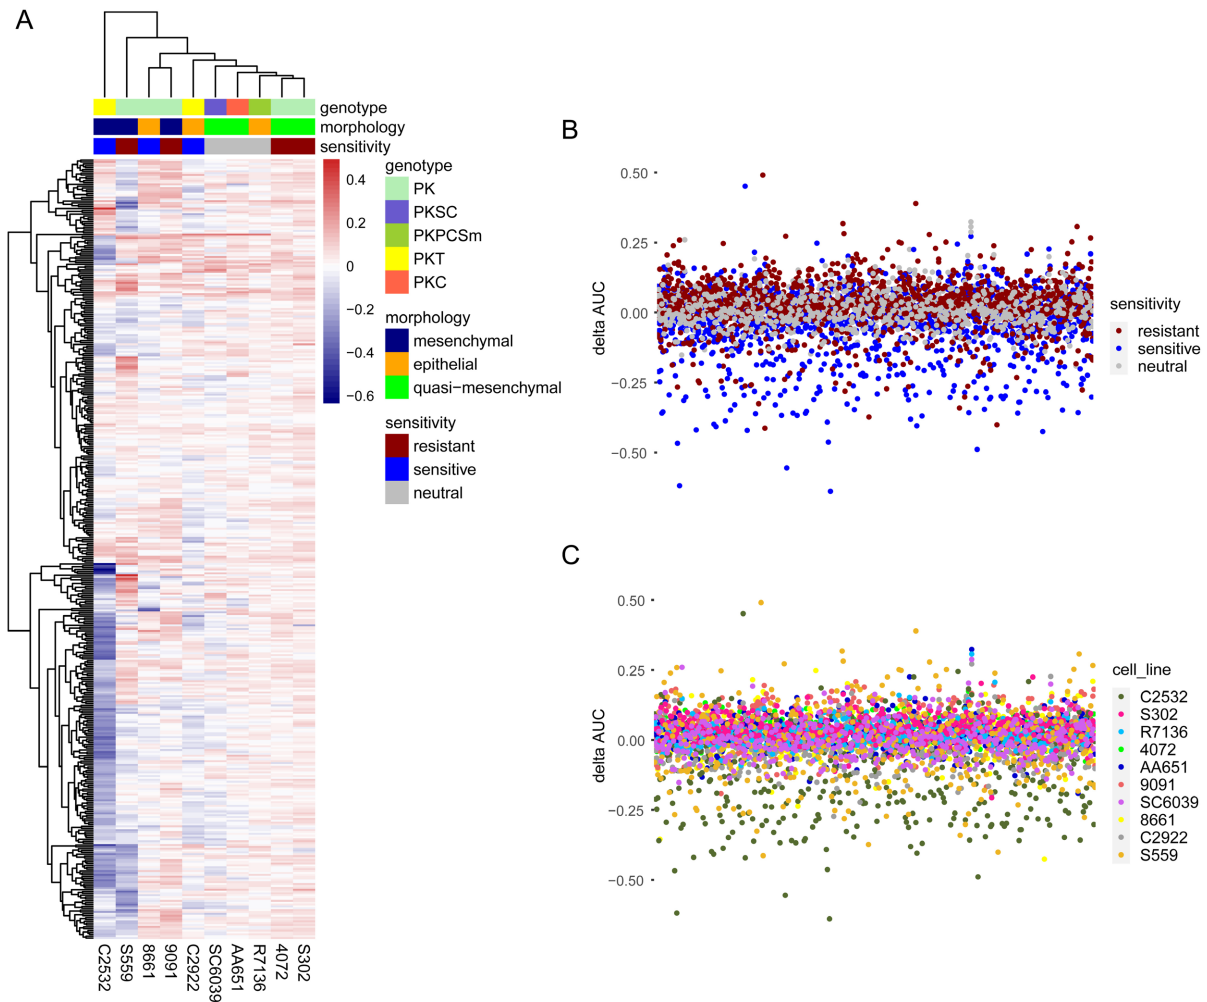 A
genotype
morphology
sensitivity
0.4
0.2
0
−0.2
−0.4
−0.6
genotype
PK
PKSC
PKPCSm
PKT
PKC
morphology
mesenchymal
epithelial
quasi−mesenchymal
sensitivity
resistant
sensitive
neutral
C2532
S559
8661
9091
C2922
SC6039
AA651
R7136
4072
S302
B
0.50
0.25
0.00
−0.25
−0.50
delta AUC
sensitivity
resistant
sensitive
neutral
C
0.50
0.25
0.00
−0.25
−0.50
delta AUC
cell_line
C2532
S302
R7136
4072
AA651
9091
SC6039
8661
C2922
S559